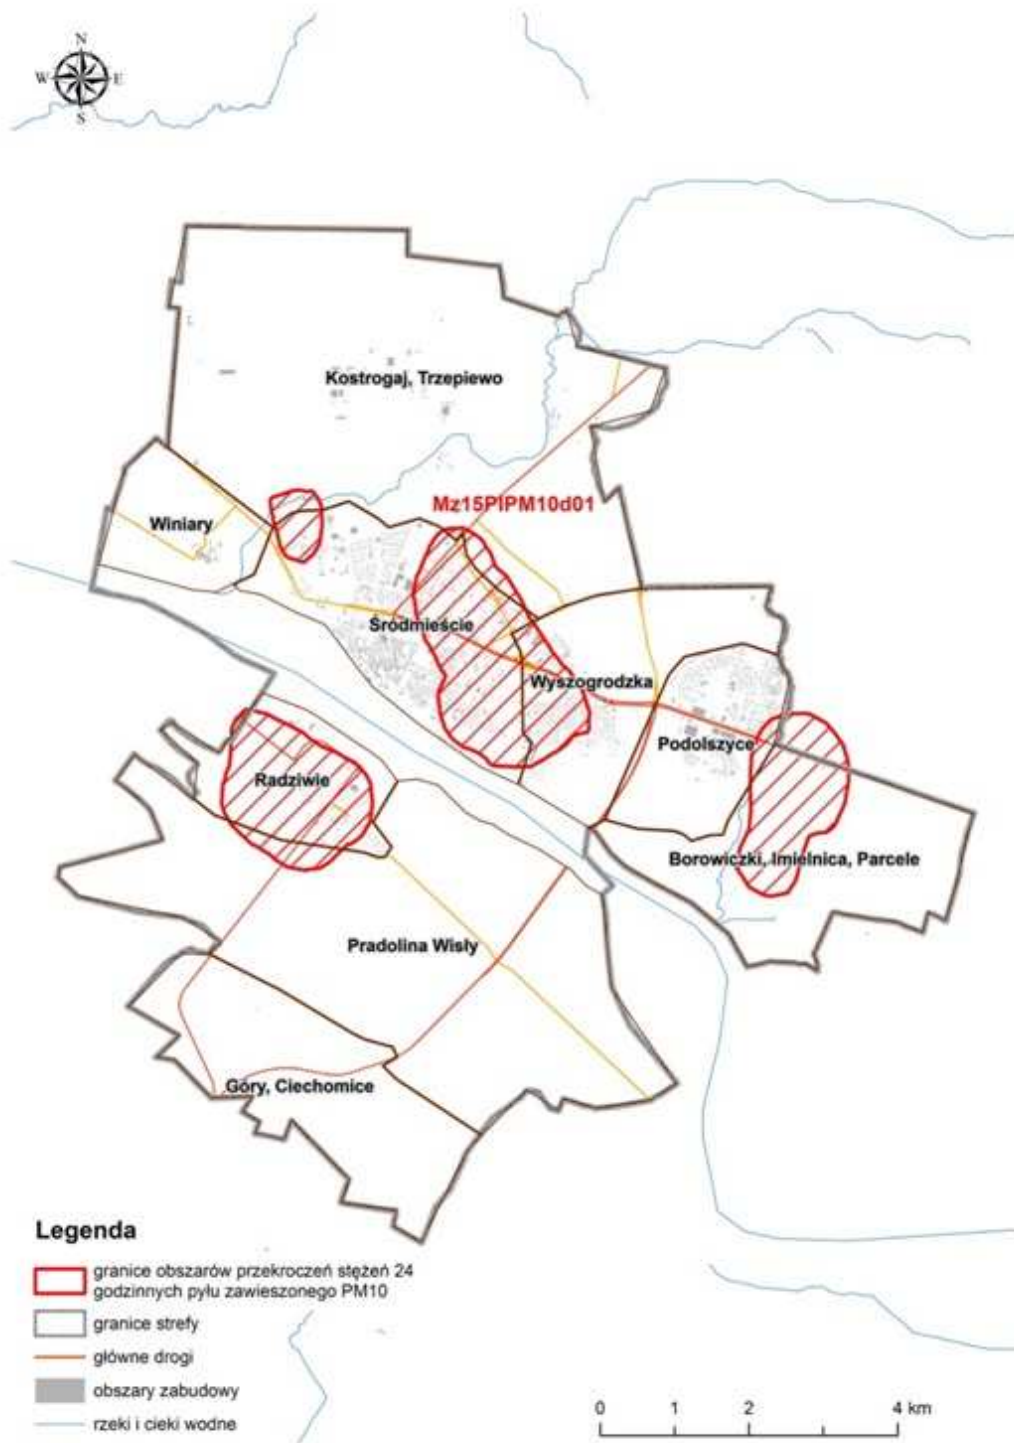 N
W E
S
Kostrogaj, Trzepiewo
Mz15PIPM10d01
Winiary
Śródmieście
Wyszogrodzka
Podolszyce
Radziwie
Borowiczki, Imielnica, Parcele
Pradolina Wisły
Góry, Ciechomice
Legenda
granice obszarów przekroczeń stężeń 24
godzinnych pyłu zawieszonego PM10
granice strefy
główne drogi
obszary zabudowy
rzeki i cieki wodne
0 1 2 4 km